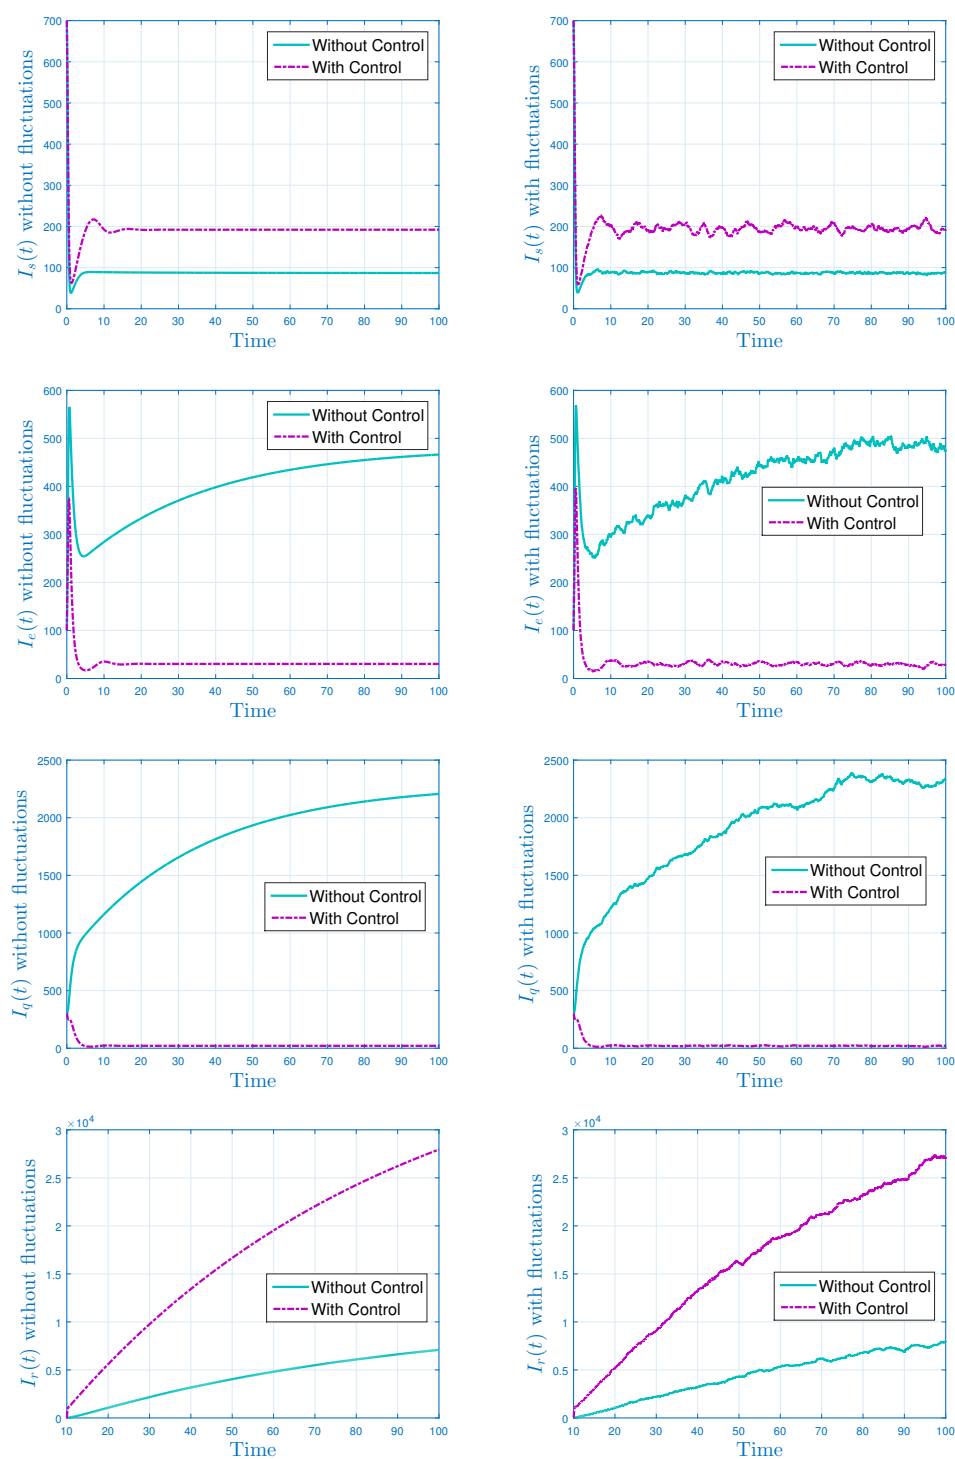 700
600
500
400
300
200
100
0
0 10 20 30 40 50 60 70 80 90 100
Time
I_s(t) without fluctuations
Without Control
With Control
700
600
500
400
300
200
100
0
0 10 20 30 40 50 60 70 80 90 100
Time
I_s(t) with fluctuations
Without Control
With Control
600
500
400
300
200
100
0
0 10 20 30 40 50 60 70 80 90 100
Time
I_e(t) without fluctuations
Without Control
With Control
600
500
400
300
200
100
0
0 10 20 30 40 50 60 70 80 90 100
Time
I_e(t) with fluctuations
Without Control
With Control
2500
2000
1500
1000
500
0
0 10 20 30 40 50 60 70 80 90 100
Time
I_q(t) without fluctuations
Without Control
With Control
2500
2000
1500
1000
500
0
0 10 20 30 40 50 60 70 80 90 100
Time
I_q(t) with fluctuations
Without Control
With Control
×10⁴
3
2.5
2
1.5
1
0.5
0
10 10 20 30 40 50 60 70 80 90 100
Time
I_r(t) without fluctuations
Without Control
With Control
×10⁴
3
2.5
2
1.5
1
0.5
0
10 10 20 30 40 50 60 70 80 90 100
Time
I_r(t) with fluctuations
Without Control
With Control